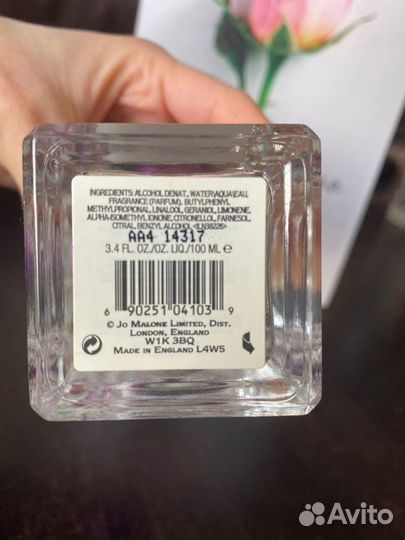 INGREDIENTS: ALCOHOL DENAT., WATER\AQUA\EAU,
FRAGRANCE (PARFUM), BUTYLPHENYL
METHYLPROPIONAL, LINALOOL, GERANIOL, LIMONENE,
ALPHA-ISOMETHYL IONONE, CITRONELLOL, FARNESOL,
CITRAL, BENZYL ALCOHOL <ILN38226>
AA4 14317
3.4 FL. OZ./OZ. LIQ./100 ML ℮
6 90251 04103 9
© JO MALONE LIMITED, DIST.
LONDON, ENGLAND
W1K 3BQ
MADE IN ENGLAND L4W5
Avito